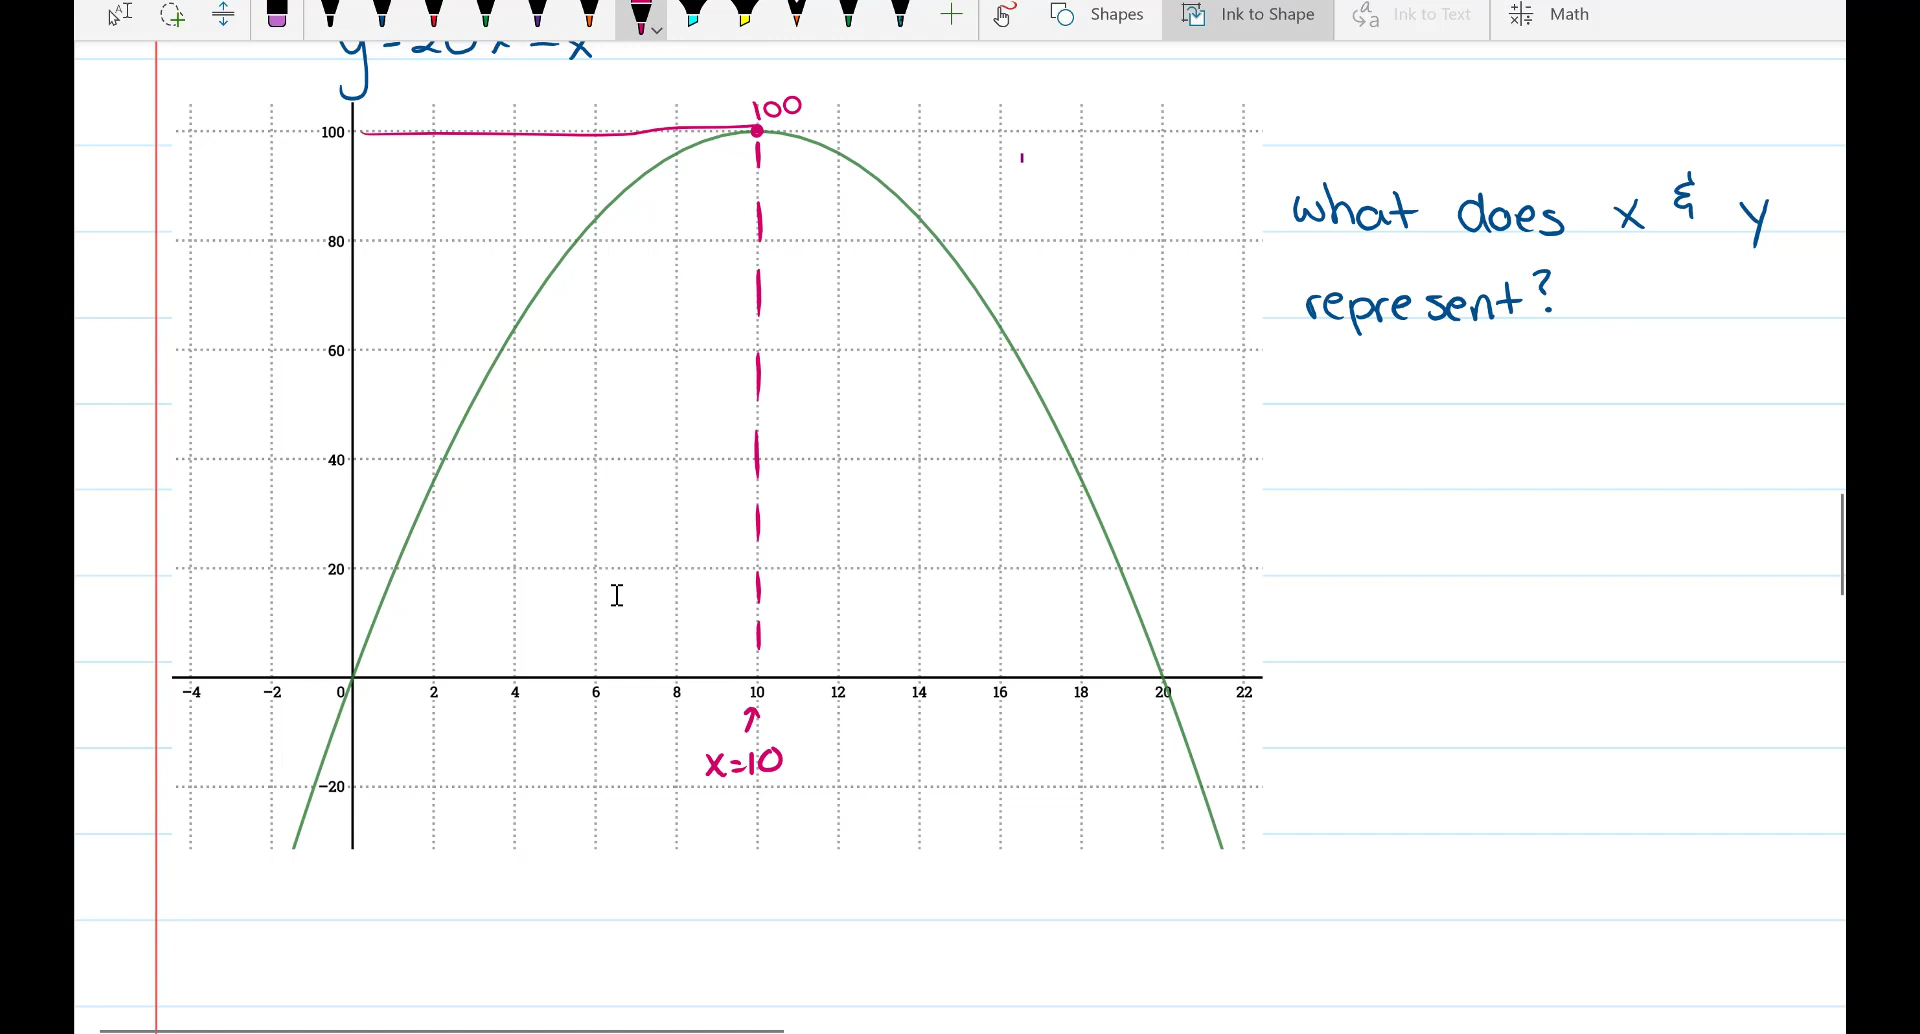 Shapes Ink to Shape Ink to Text Math
100
100
80
60
40
20
-20
-4 -2 0 2 4 6 8 10 12 14 16 18 20 22
x=10
what does x & y
represent?